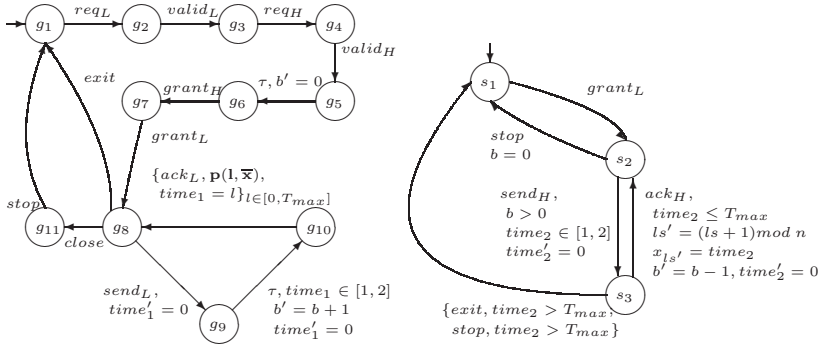 g1 req_L g2 valid_L g3 req_H g4
valid_H
exit
g7 grant_H g6 τ, b′ = 0 g5
grant_L
{ack_L, p(l, x̅),
time_1 = l}_{l∈[0,T_max]}
stop
g11 close g8 g10
send_L,
time′_1 = 0
g9
τ, time_1 ∈ [1, 2]
b′ = b + 1
time′_1 = 0
s1
grant_L
stop
b = 0
s2
send_H,
b > 0
time_2 ∈ [1, 2]
time′_2 = 0
ack_H,
time_2 ≤ T_max
ls′ = (ls + 1)mod n
x_{ls′} = time_2
b′ = b − 1, time′_2 = 0
s3
{exit, time_2 > T_max,
stop, time_2 > T_max}